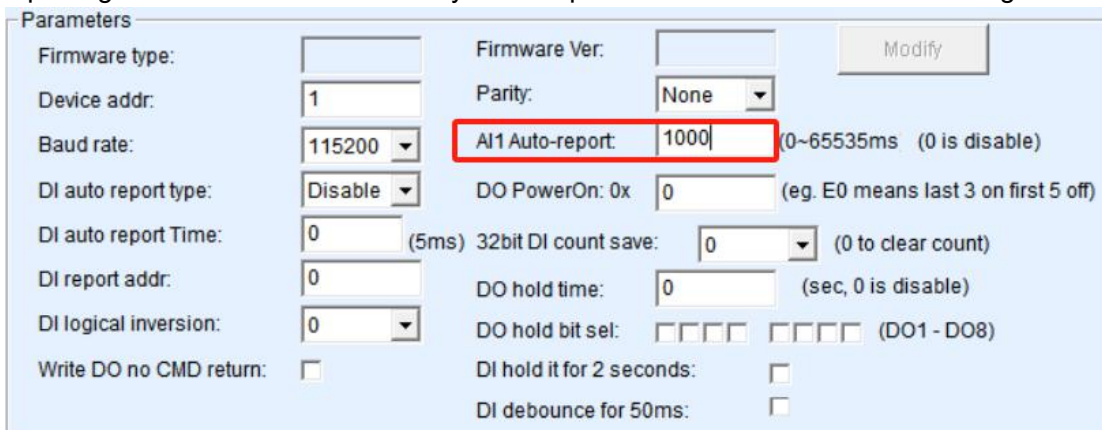 Parameters
Firmware type: Firmware Ver: Modify
Device addr: 1 Parity: None
Baud rate: 115200 AI1 Auto-report: 1000 (0~65535ms (0 is disable)
DI auto report type: Disable DO PowerOn: 0x 0 (eg. E0 means last 3 on first 5 off)
DI auto report Time: 0 (5ms) 32bit DI count save: 0 (0 to clear count)
DI report addr: 0 DO hold time: 0 (sec, 0 is disable)
DI logical inversion: 0 DO hold bit sel: (DO1 - DO8)
Write DO no CMD return: DI hold it for 2 seconds:
DI debounce for 50ms: